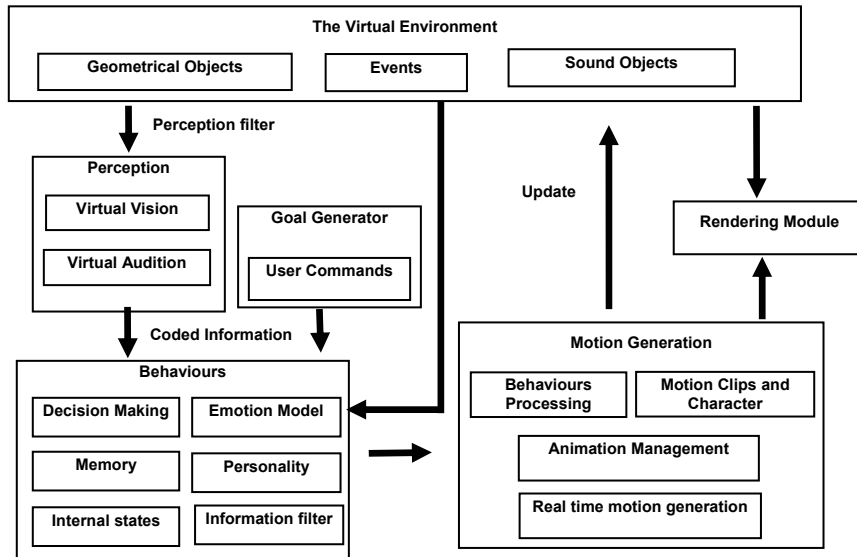 The Virtual Environment
Geometrical Objects
Events
Sound Objects
Perception filter
Perception
Virtual Vision
Virtual Audition
Goal Generator
User Commands
Update
Rendering Module
Coded Information
Behaviours
Decision Making
Emotion Model
Memory
Personality
Internal states
Information filter
Motion Generation
Behaviours
Processing
Motion Clips and
Character
Animation Management
Real time motion generation